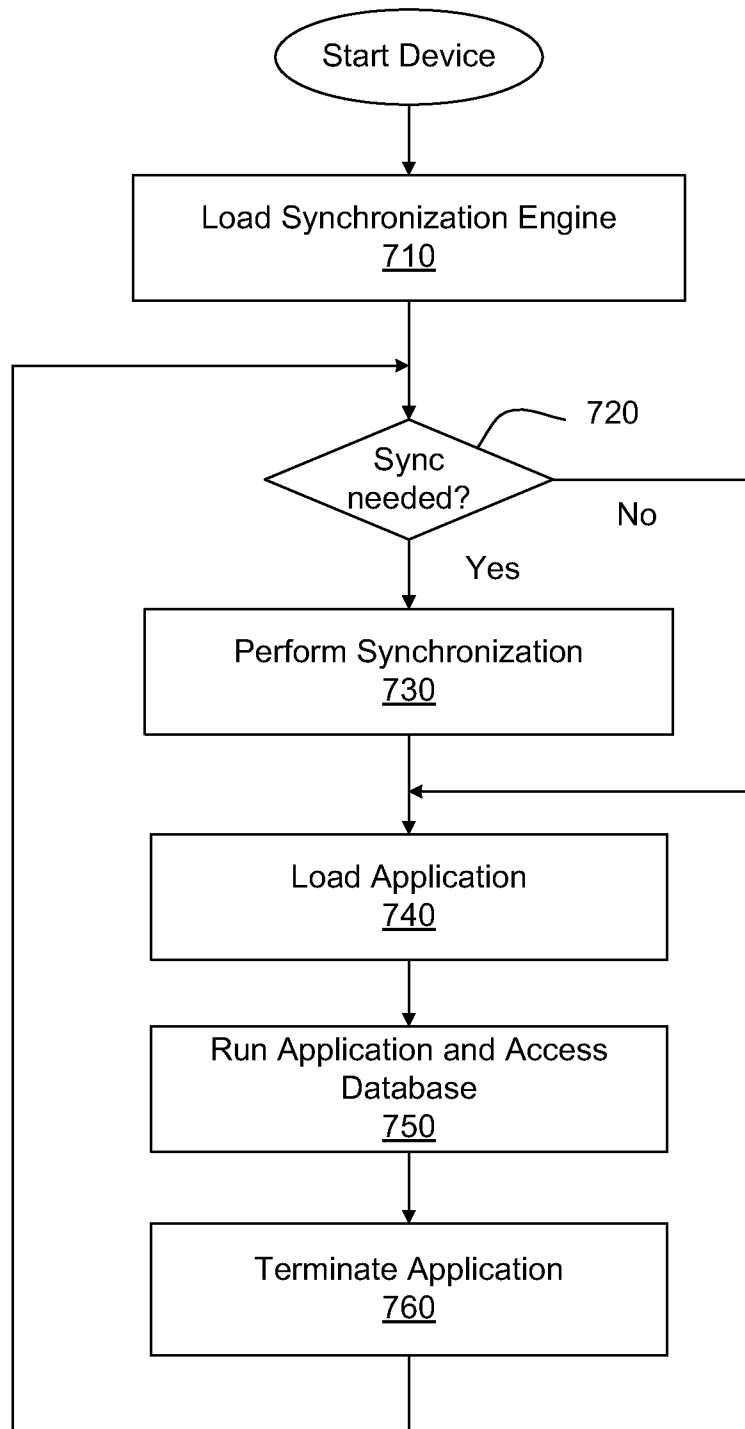 Start Device
Load Synchronization Engine
710
720
Sync
needed?
No
Yes
Perform Synchronization
730
Load Application
740
Run Application and Access
Database
750
Terminate Application
760